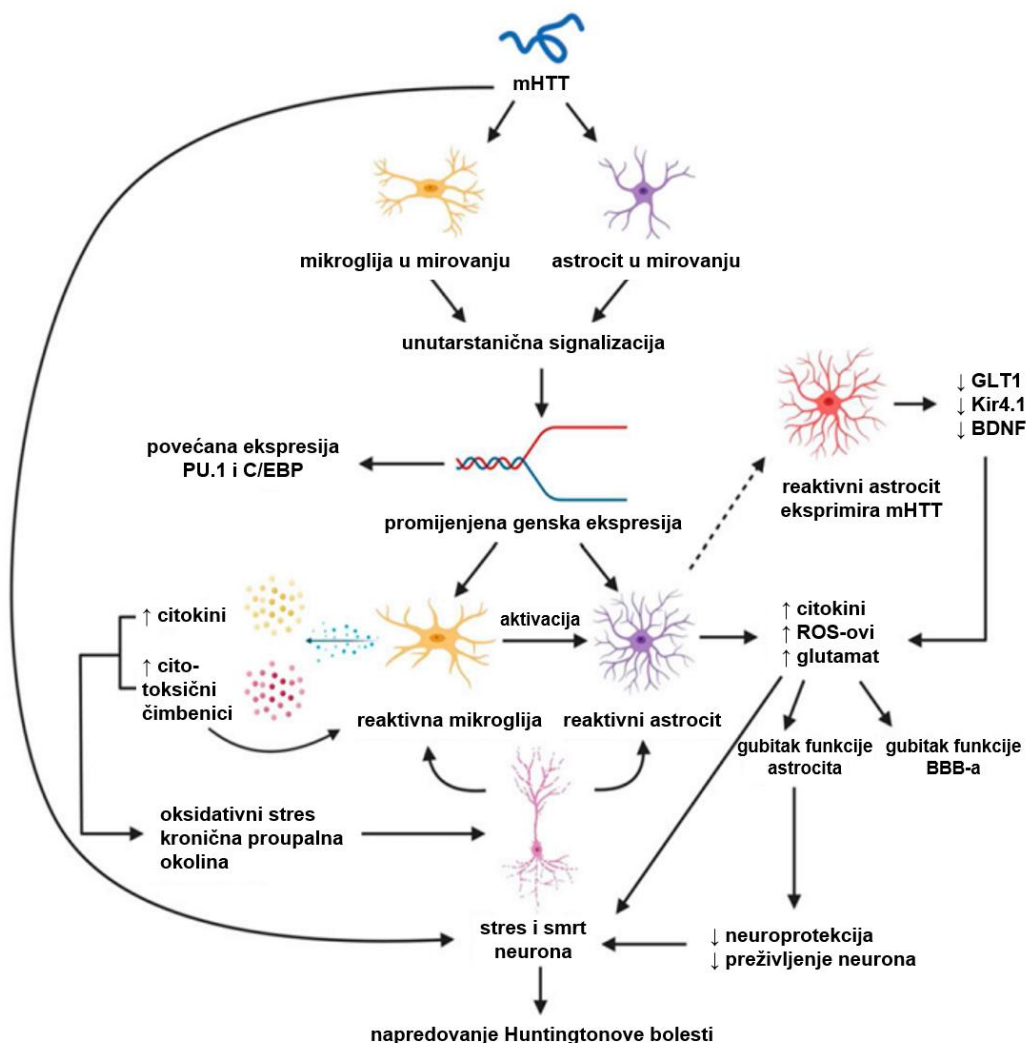 mHTT
mikroglija u mirovanju
astrocit u mirovanju
unutarstanična signalizacija
povećana ekspresija
PU.1 i C/EBP
promijenjena genska ekspresija
↓ GLT1
↓ Kir4.1
↓ BDNF
reaktivni astrocit
eksprimira mHTT
↑ citokini
↑ cito-
toksični
čimbenici
aktivacija
reaktivna mikroglija
reaktivni astrocit
↑ citokini
↑ ROS-ovi
↑ glutamat
gubitak funkcije
astrocita
gubitak funkcije
BBB-a
oksidativni stres
kronična proupalna
okolina
stres i smrt
neurona
↓ neuroprotekcija
↓ preživljenje neurona
napredovanje Huntingtonove bolesti